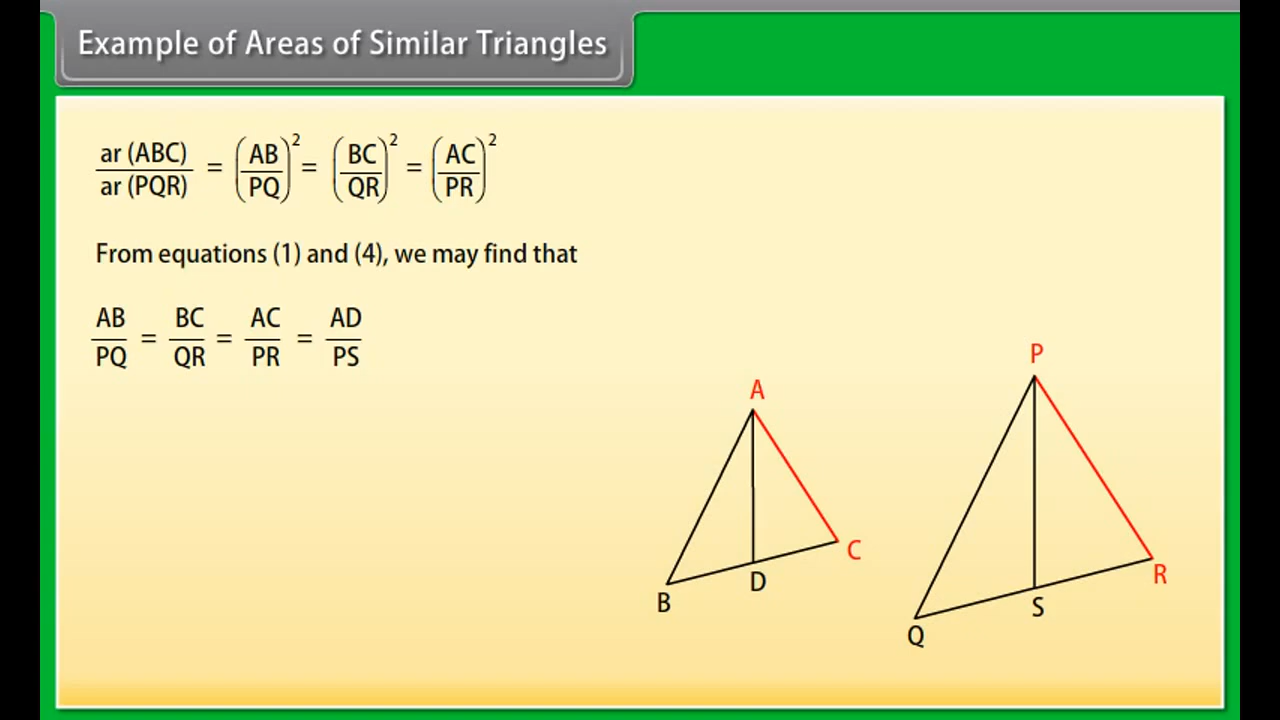 Example of Areas of Similar Triangles
ar (ABC) / ar (PQR) = (AB / PQ)² = (BC / QR)² = (AC / PR)²
From equations (1) and (4), we may find that
AB / PQ = BC / QR = AC / PR = AD / PS
P
A
C
R
D
B
S
Q